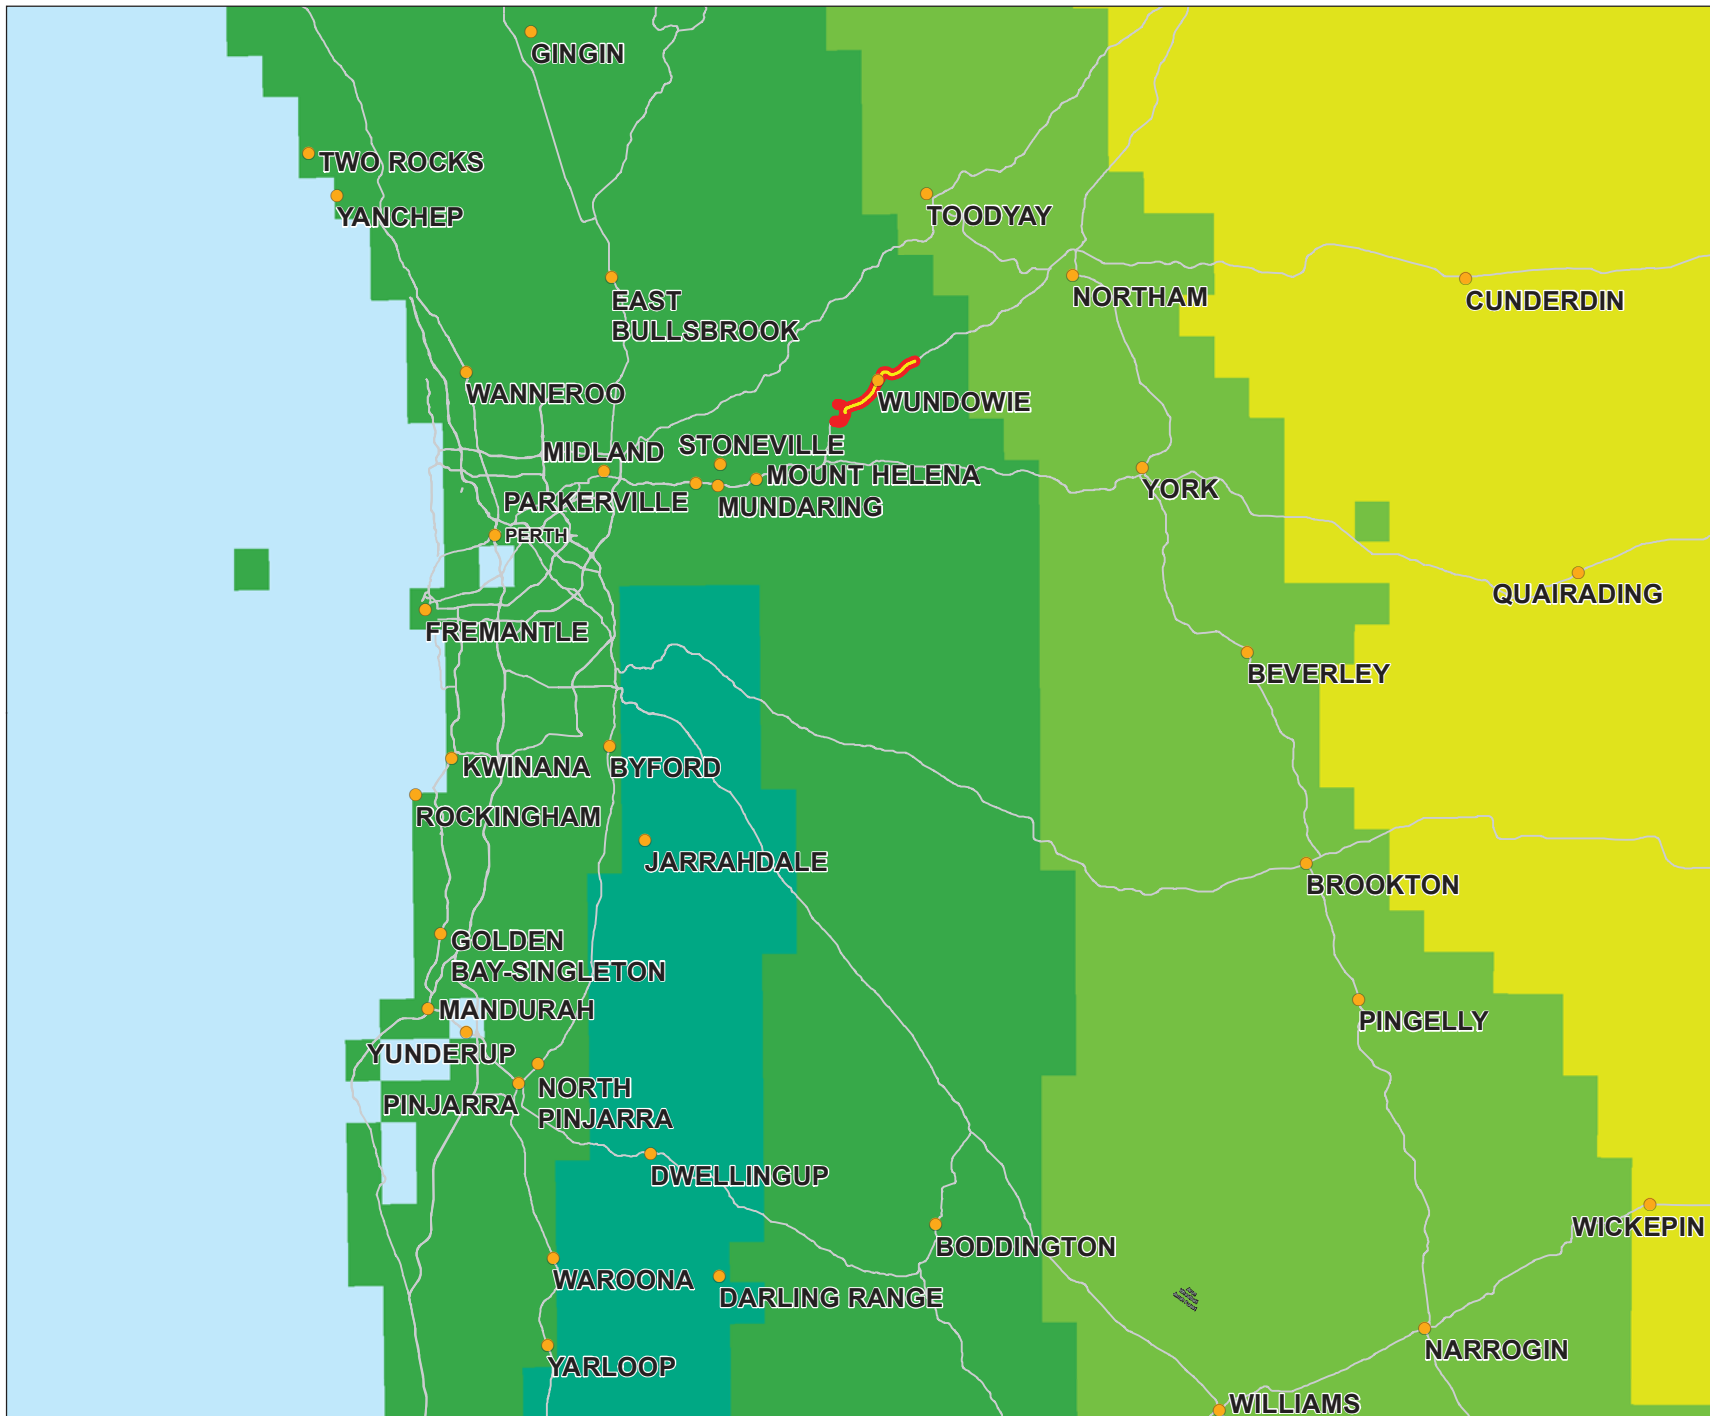 GINGIN
TWO ROCKS
YANCHEP
TOODYAY
EAST
BULLSBROOK
NORTHAM
CUNDERDIN
WANNEROO
WUNDOWIE
MIDLAND
STONEVILLE
MOUNT HELENA
PARKERVILLE
MUNDARING
YORK
PERTH
QUAIRADING
FREMANTLE
BEVERLEY
KWINANA
BYFORD
ROCKINGHAM
JARRAHDALE
BROOKTON
GOLDEN
BAY-SINGLETON
MANDURAH
PINGELLY
YUNDERUP
NORTH
PINJARRA
PINJARRA
DWELLINGUP
WICKEPIN
BODDINGTON
WAROONA
DARLING RANGE
NARROGIN
YARLOOP
WILLIAMS